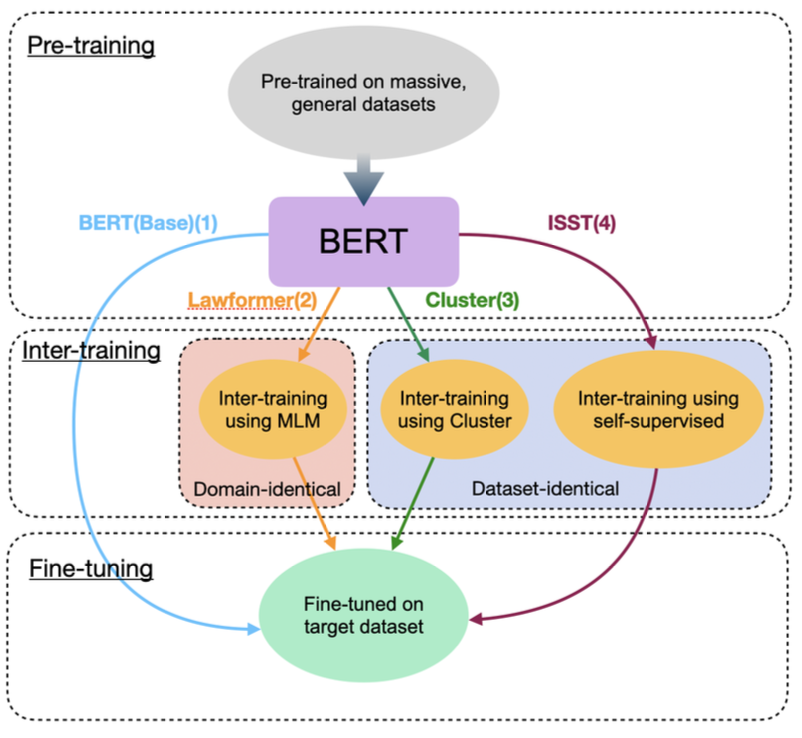 Pre-training
Pre-trained on massive,
general datasets
BERT(Base)(1)
BERT
ISST(4)
Lawformer(2)
Cluster(3)
Inter-training
Inter-training
using MLM
Inter-training
using Cluster
Inter-training using
self-supervised
Domain-identical
Dataset-identical
Fine-tuning
Fine-tuned on
target dataset